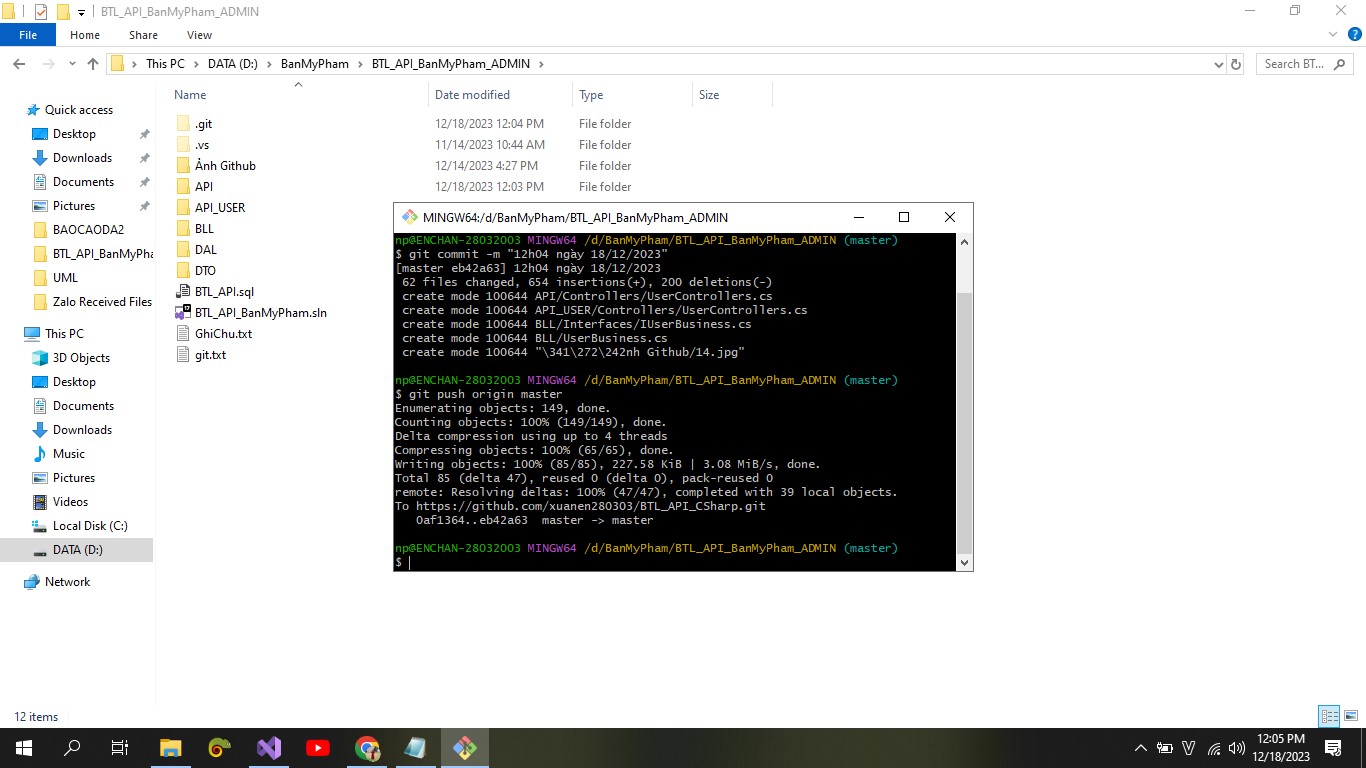 BTL_API_BanMyPham_ADMIN
File Home Share View
This PC DATA (D:) BanMyPham BTL_API_BanMyPham_ADMIN Search BT...
Name Date modified Type Size
Quick access
Desktop
Downloads
Documents
Pictures
BAOCAODA2
BTL_API_BanMyPha
UML
Zalo Received Files
This PC
3D Objects
Desktop
Documents
Downloads
Music
Pictures
Videos
Local Disk (C:)
DATA (D:)
Network
.git 12/18/2023 12:04 PM File folder
.vs 11/14/2023 10:44 AM File folder
Ảnh Github 12/14/2023 4:27 PM File folder
API 12/18/2023 12:03 PM File folder
API_USER
BLL
DAL
DTO
BTL_API.sql
BTL_API_BanMyPham.sln
GhiChu.txt
git.txt
MINGW64:/d/BanMyPham/BTL_API_BanMyPham_ADMIN
np@ENCHAN-28032003 MINGW64 /d/BanMyPham/BTL_API_BanMyPham_ADMIN (master)
$ git commit -m "12h04 ngày 18/12/2023"
[master eb42a63] 12h04 ngày 18/12/2023
62 files changed, 654 insertions(+), 200 deletions(-)
create mode 100644 API/Controllers/UserControllers.cs
create mode 100644 API_USER/Controllers/UserControllers.cs
create mode 100644 BLL/Interfaces/IUserBusiness.cs
create mode 100644 BLL/UserBusiness.cs
create mode 100644 "\341\272\242nh Github/14.jpg"
np@ENCHAN-28032003 MINGW64 /d/BanMyPham/BTL_API_BanMyPham_ADMIN (master)
$ git push origin master
Enumerating objects: 149, done.
Counting objects: 100% (149/149), done.
Delta compression using up to 4 threads
Compressing objects: 100% (65/65), done.
Writing objects: 100% (85/85), 227.58 KiB | 3.08 MiB/s, done.
Total 85 (delta 47), reused 0 (delta 0), pack-reused 0
remote: Resolving deltas: 100% (47/47), completed with 39 local objects.
To https://github.com/xuanen280303/BTL_API_CSharp.git
0af1364..eb42a63 master -> master
np@ENCHAN-28032003 MINGW64 /d/BanMyPham/BTL_API_BanMyPham_ADMIN (master)
$
12 items
12:05 PM
12/18/2023